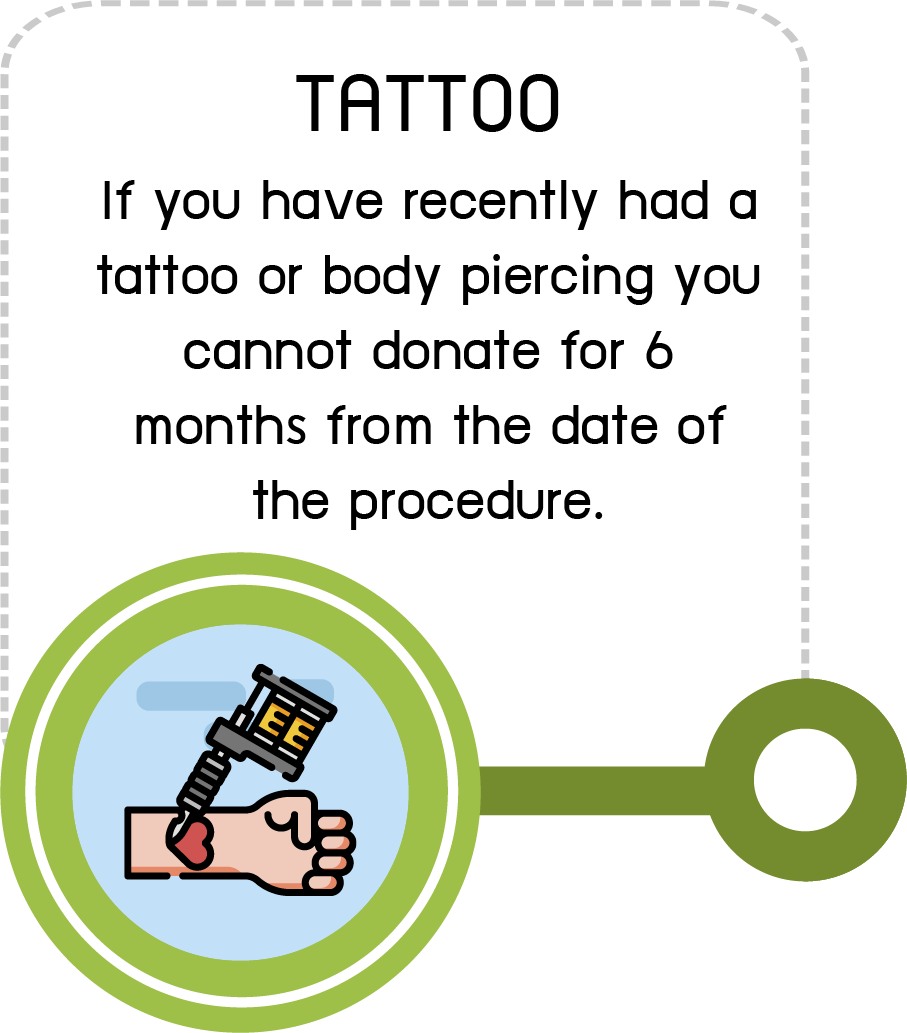 TATTOO
If you have recently had a
tattoo or body piercing you
cannot donate for 6
months from the date of
the procedure.